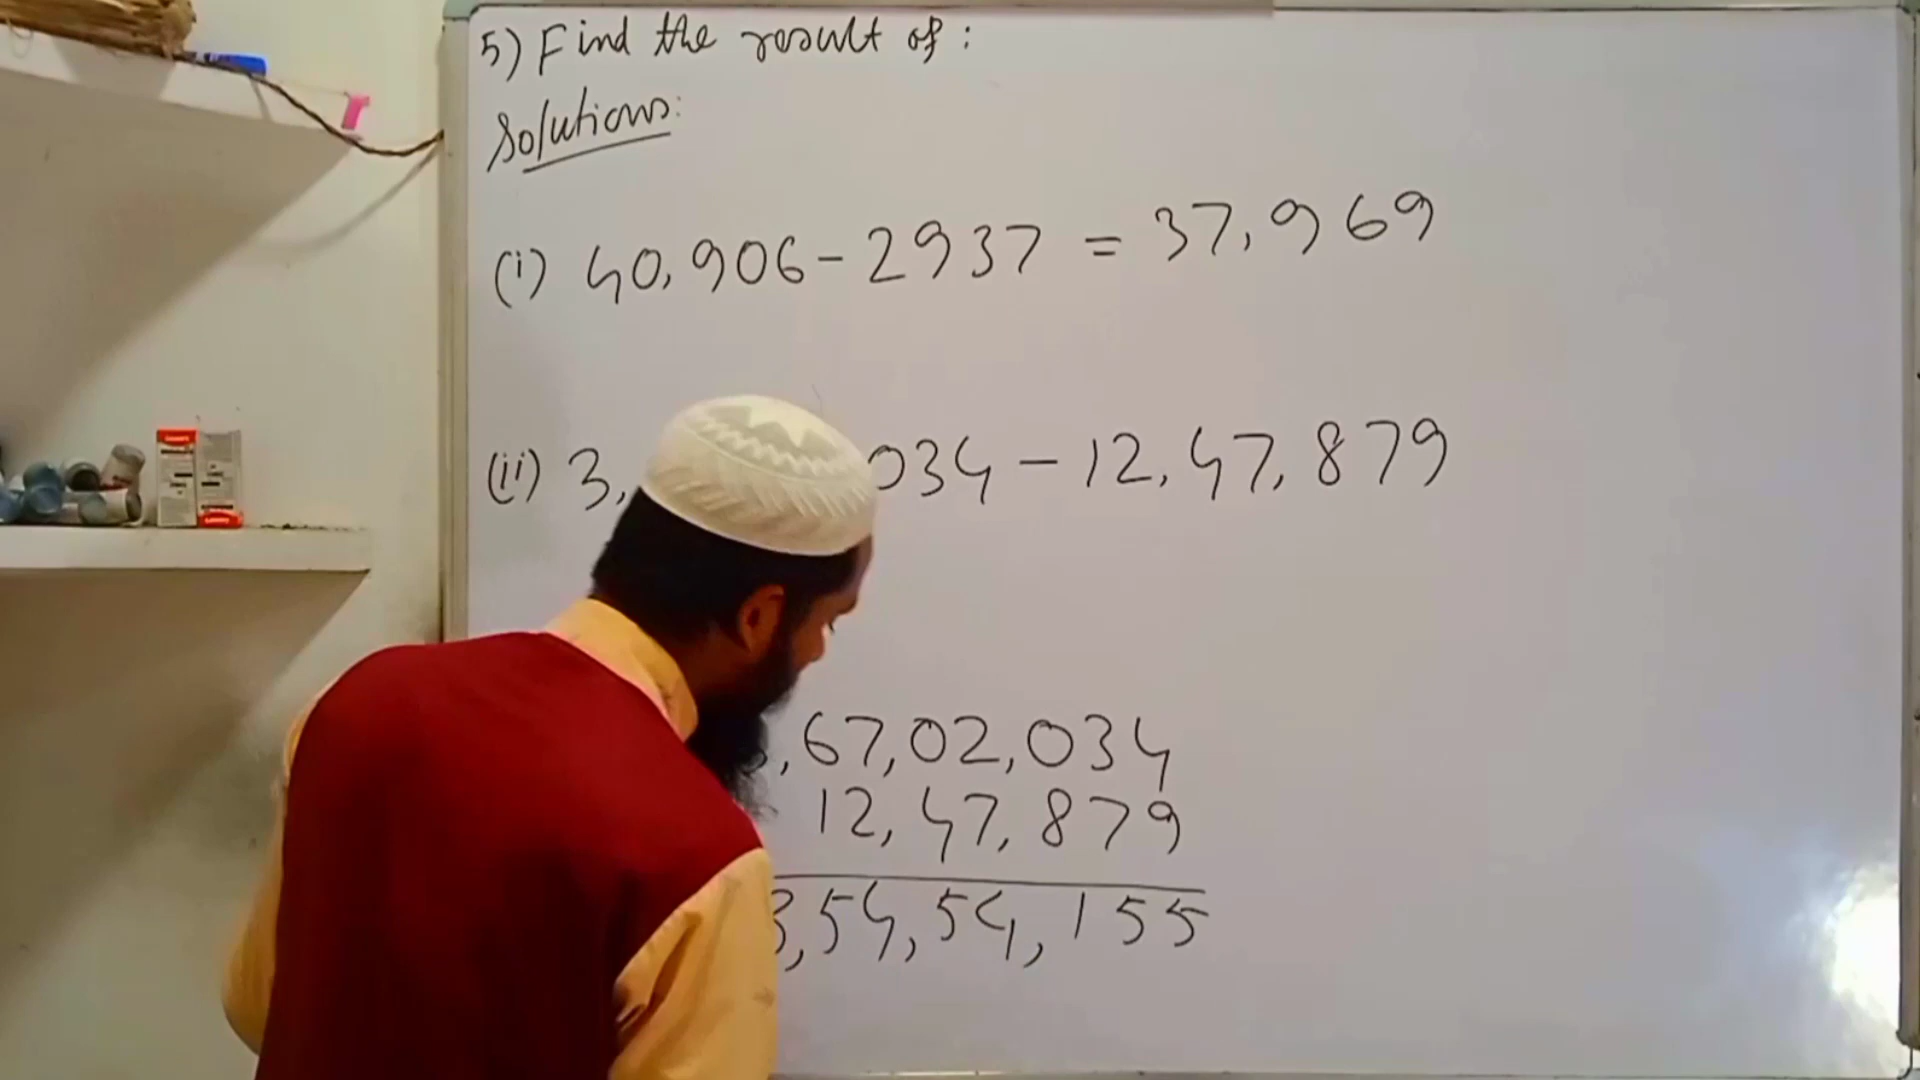 5) Find the result of :
Solutions:
(i) 40,906 - 2937 = 37,969
(ii) 3, 034 - 12,47,879
,67,02,034
12,47,879
3,54,54,155